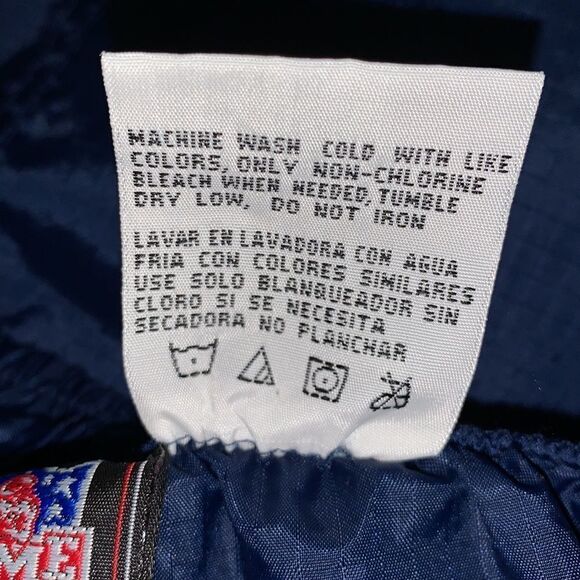 MACHINE WASH COLD WITH LIKE
COLORS, ONLY NON-CHLORINE
BLEACH WHEN NEEDED, TUMBLE
DRY LOW, DO NOT IRON
LAVAR EN LAVADORA CON AGUA
FRIA CON COLORES SIMILARES
USE SOLO BLANQUEADOR SIN
CLORO SI SE NECESITA
SECADORA NO PLANCHAR